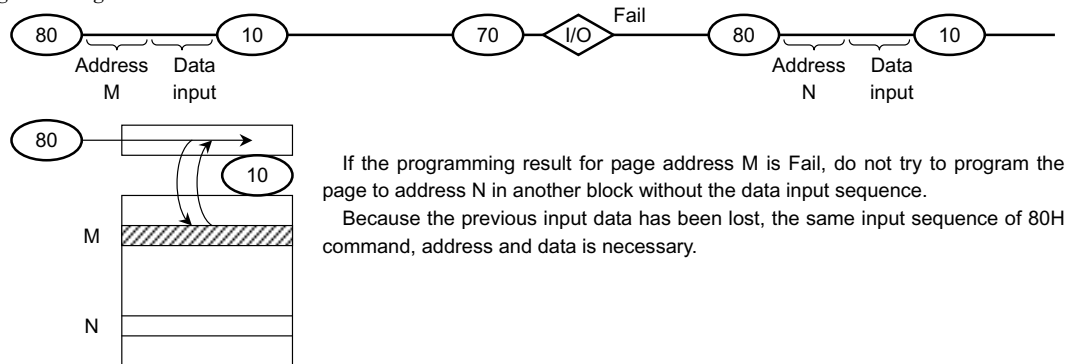 80
10
70
I/O
Fail
80
10
Address
Data
Address
Data
M
input
N
input
80
10
If the programming result for page address M is Fail, do not try to program the
page to address N in another block without the data input sequence.
Because the previous input data has been lost, the same input sequence of 80H
command, address and data is necessary.
M
N